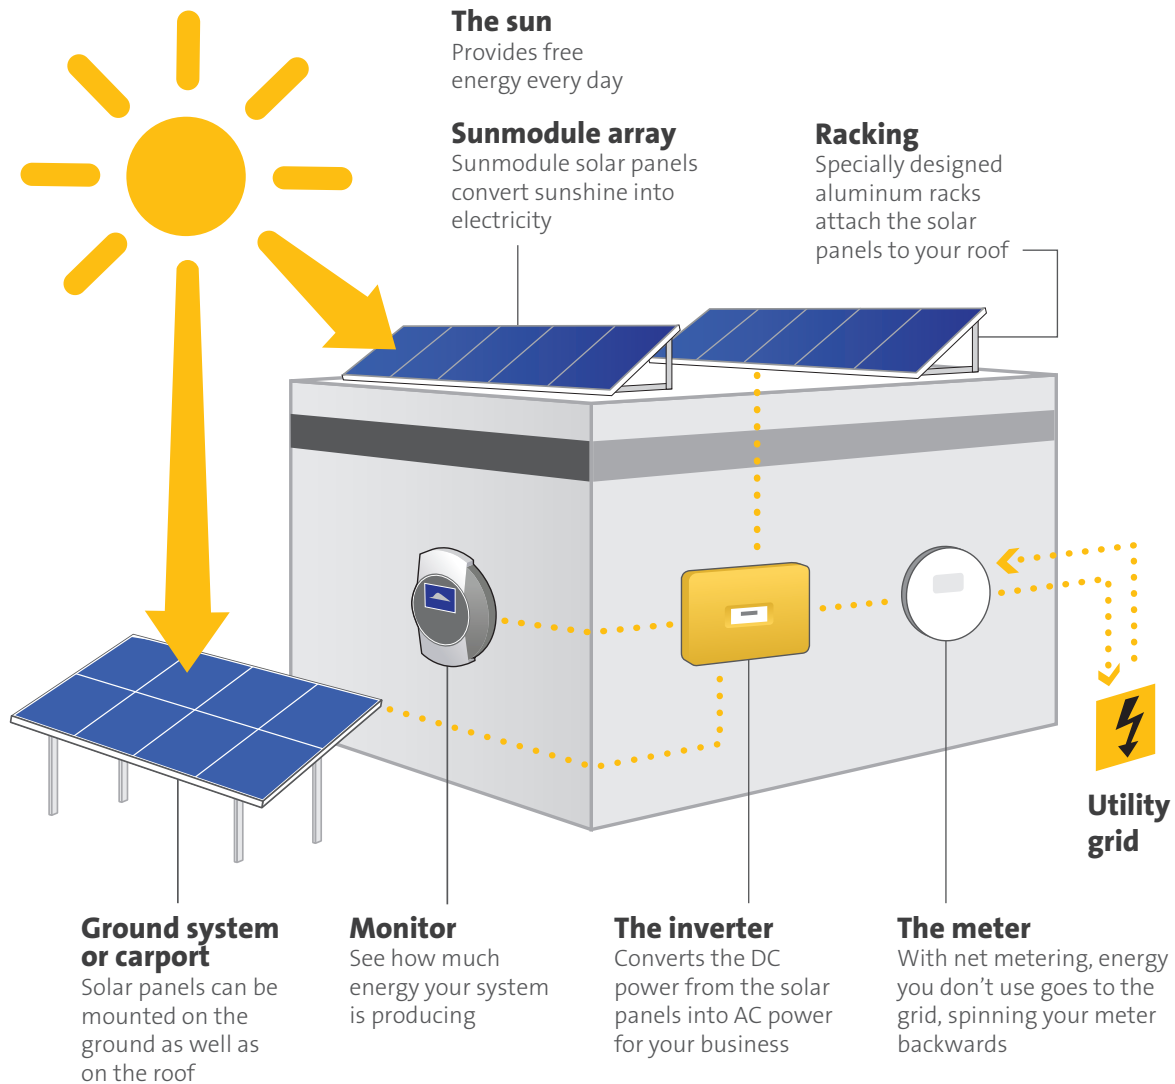 The sun
Provides free
energy every day
Sunmodule array
Sunmodule solar panels
convert sunshine into
electricity
Racking
Specially designed
aluminum racks
attach the solar
panels to your roof
Utility
grid
Ground system
or carport
Solar panels can be
mounted on the
ground as well as
on the roof
Monitor
See how much
energy your system
is producing
The inverter
Converts the DC
power from the solar
panels into AC power
for your business
The meter
With net metering, energy
you don’t use goes to the
grid, spinning your meter
backwards